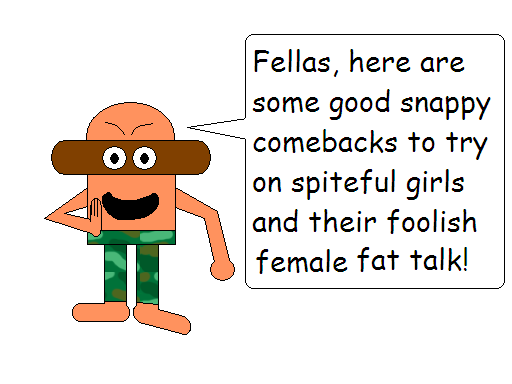 Fellas, here are
some good snappy
comebacks to try
on spiteful girls
and their foolish
female fat talk!